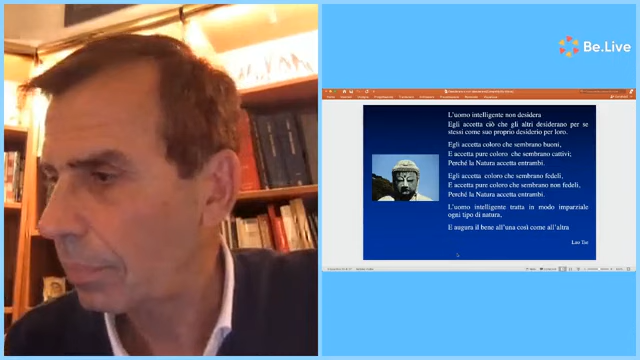 Be.Live
L'uomo intelligente non desidera
Egli accetta ciò che gli altri desiderano per se
stessi come suo proprio desiderio per loro.
Egli accetta coloro che sembrano buoni,
E accetta pure coloro che sembrano cattivi;
Perché la Natura accetta entrambi.
Egli accetta coloro che sembrano fedeli,
E accetta pure coloro che sembrano non fedeli,
Perché la Natura accetta entrambi.
L'uomo intelligente tratta in modo imparziale
ogni tipo di natura,
E augura il bene all'una così come all'altra
Lao Tse